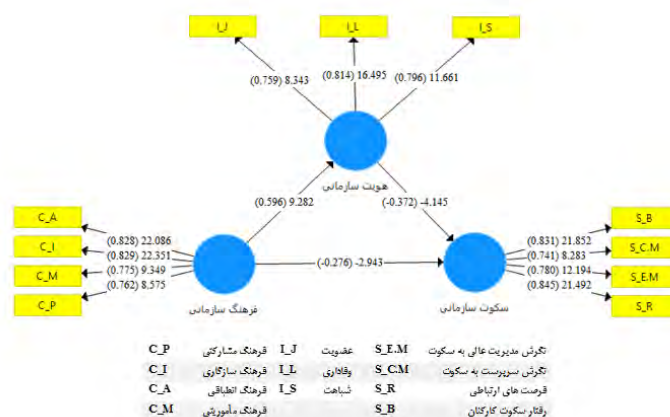 I_J
I_L
I_S
(0.759) 8.343
(0.814) 16.495
(0.796) 11.661
هویت سازمانی
(0.596) 9.282
(-0.372) -4.145
C_A
C_I
C_M
C_P
(0.828) 22.086
(0.829) 22.351
(0.775) 9.349
(0.762) 8.575
فرهنگ سازمانی
(-0.276) -2.943
سکوت سازمانی
(0.831) 21.852
(0.741) 8.283
(0.780) 12.194
(0.845) 21.492
S_B
S_C.M
S_E.M
S_R
C_P فرهنگ مشارکتی I_J عضویت S_E.M نگرش مدیریت عالی به سکوت
C_I فرهنگ سازگاری I_L وفاداری S_C.M نگرش سرپرست به سکوت
C_A فرهنگ انطباقی I_S شباهت S_R فرصت های ارتباطی
C_M فرهنگ مأموریتی S_B رفتار سکوت کارکنان